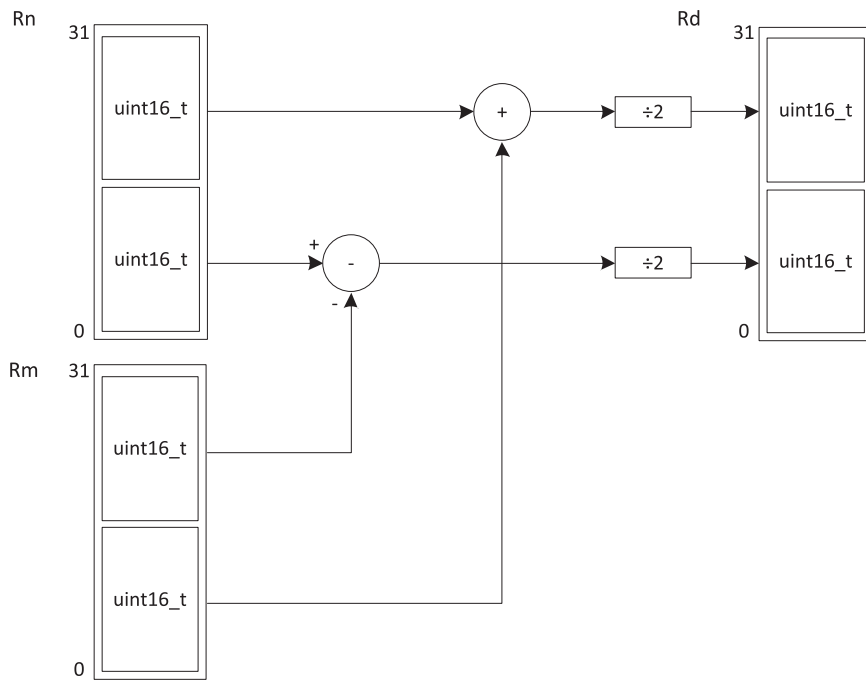 Rn
31
uint16_t
uint16_t
0
Rm
31
uint16_t
uint16_t
0
+
-
-
+
÷2
÷2
Rd
31
uint16_t
uint16_t
0